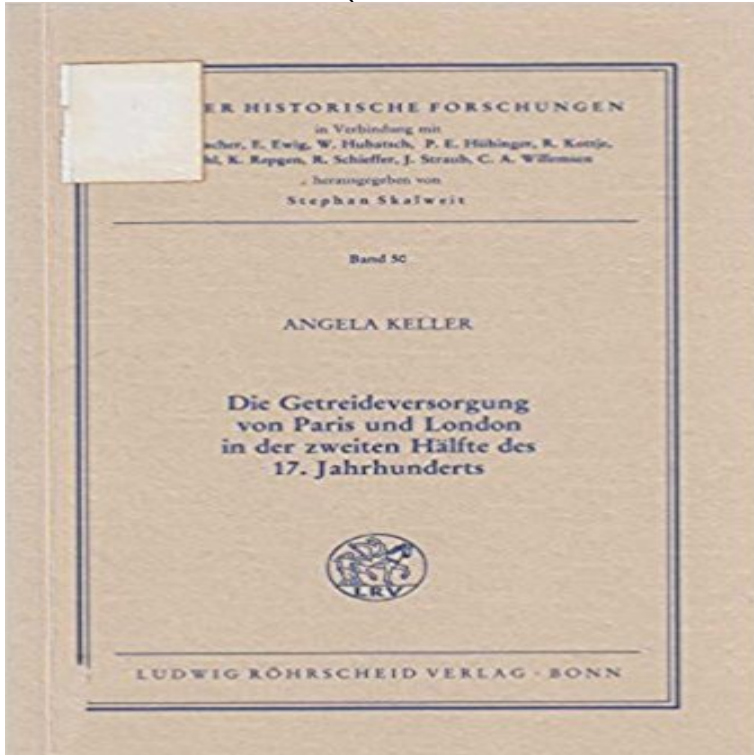 ER HISTORISCHE FORSCHUNGEN
in Verbindung mit
acher, E. Ewig, W. Hubatsch, P. E. Hübinger, R. Kottje,
hl, K. Repgen, R. Schieffer, J. Straub, C. A. Willemsen
herausgegeben von
Stephan Skalweit
Band 50
ANGELA KELLER
Die Getreideversorgung
von Paris und London
in der zweiten Hälfte des
17. Jahrhunderts
LRV
LUDWIG RÖHRSCHEID VERLAG · BONN